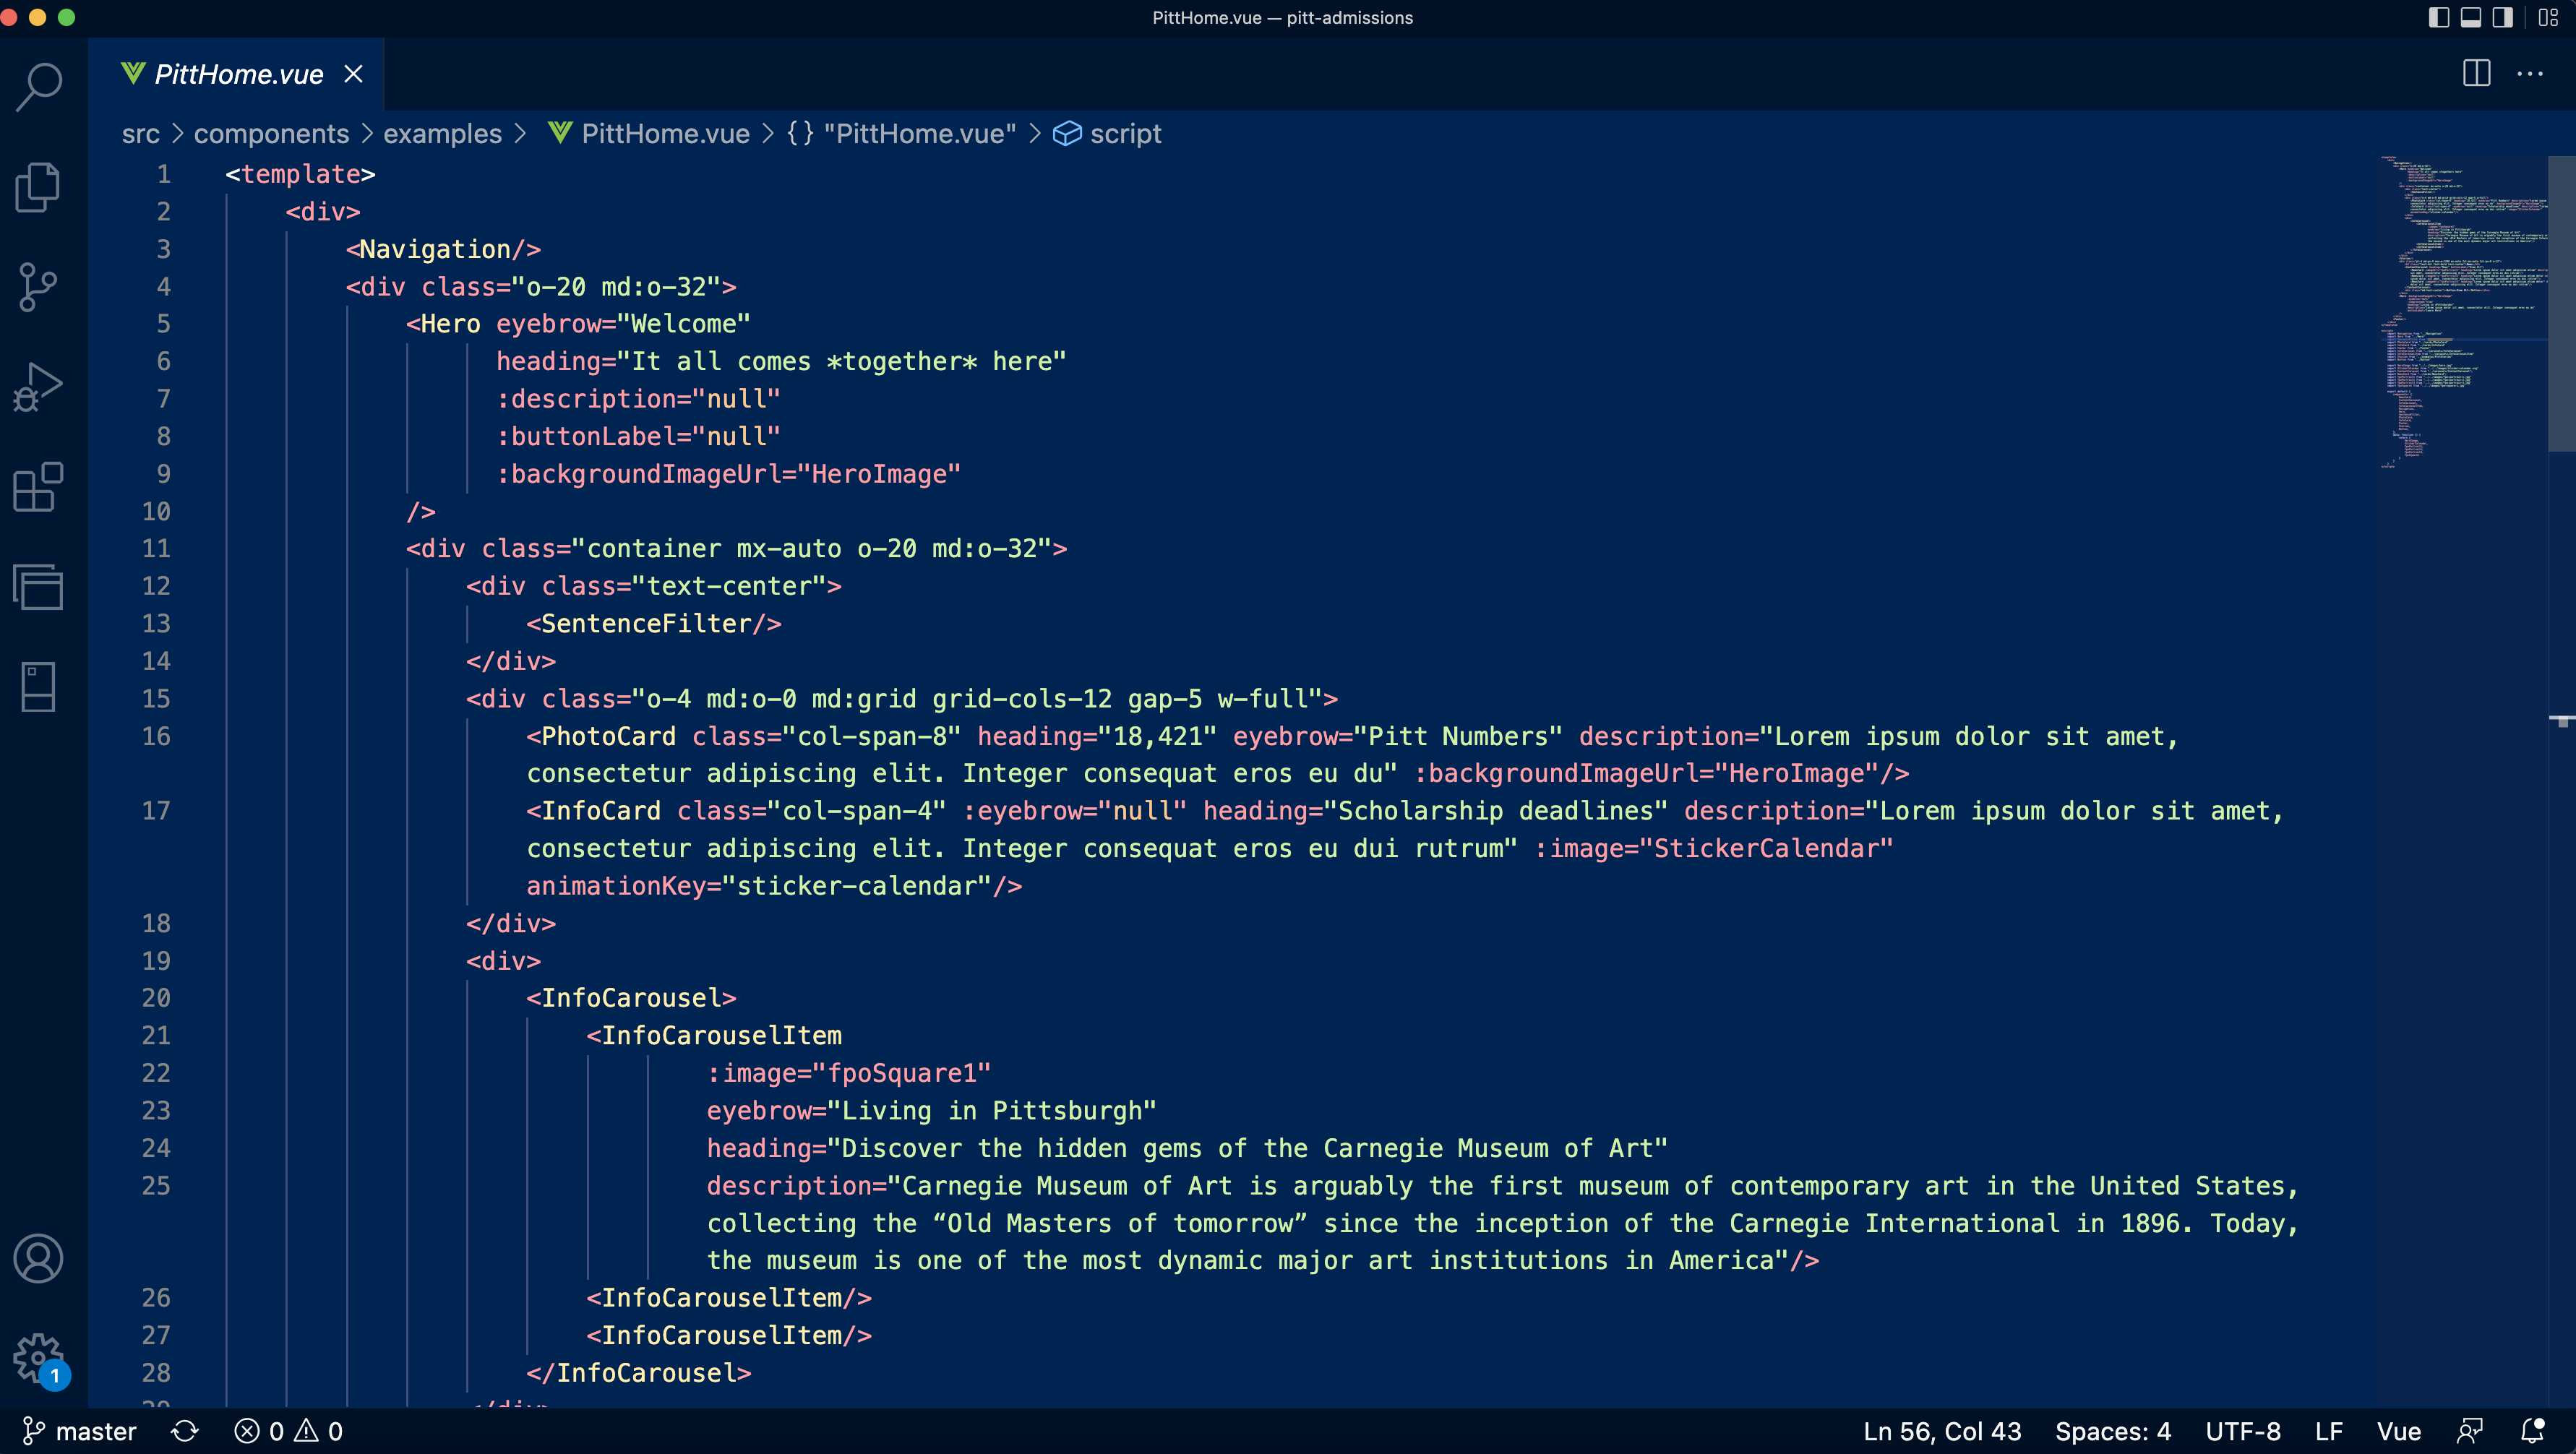 PittHome.vue — pitt-admissions
PittHome.vue
src > components > examples > PittHome.vue > {} "PittHome.vue" > script
1 <template>
2 <div>
3 <Navigation/>
4 <div class="o-20 md:o-32">
5 <Hero eyebrow="Welcome"
6 heading="It all comes *together* here"
7 :description="null"
8 :buttonLabel="null"
9 :backgroundImageUrl="HeroImage"
10 />
11 <div class="container mx-auto o-20 md:o-32">
12 <div class="text-center">
13 <SentenceFilter/>
14 </div>
15 <div class="o-4 md:o-0 md:grid grid-cols-12 gap-5 w-full">
16 <PhotoCard class="col-span-8" heading="18,421" eyebrow="Pitt Numbers" description="Lorem ipsum dolor sit amet,
consectetur adipiscing elit. Integer consequat eros eu du" :backgroundImageUrl="HeroImage"/>
17 <InfoCard class="col-span-4" :eyebrow="null" heading="Scholarship deadlines" description="Lorem ipsum dolor sit amet,
consectetur adipiscing elit. Integer consequat eros eu dui rutrum" :image="StickerCalendar"
animationKey="sticker-calendar"/>
18 </div>
19 <div>
20 <InfoCarousel>
21 <InfoCarouselItem
22 :image="fpoSquare1"
23 eyebrow="Living in Pittsburgh"
24 heading="Discover the hidden gems of the Carnegie Museum of Art"
25 description="Carnegie Museum of Art is arguably the first museum of contemporary art in the United States,
collecting the “Old Masters of tomorrow” since the inception of the Carnegie International in 1896. Today,
the museum is one of the most dynamic major art institutions in America"/>
26 <InfoCarouselItem/>
27 <InfoCarouselItem/>
28 </InfoCarousel>
1
master 0 0 Ln 56, Col 43 Spaces: 4 UTF-8 LF Vue